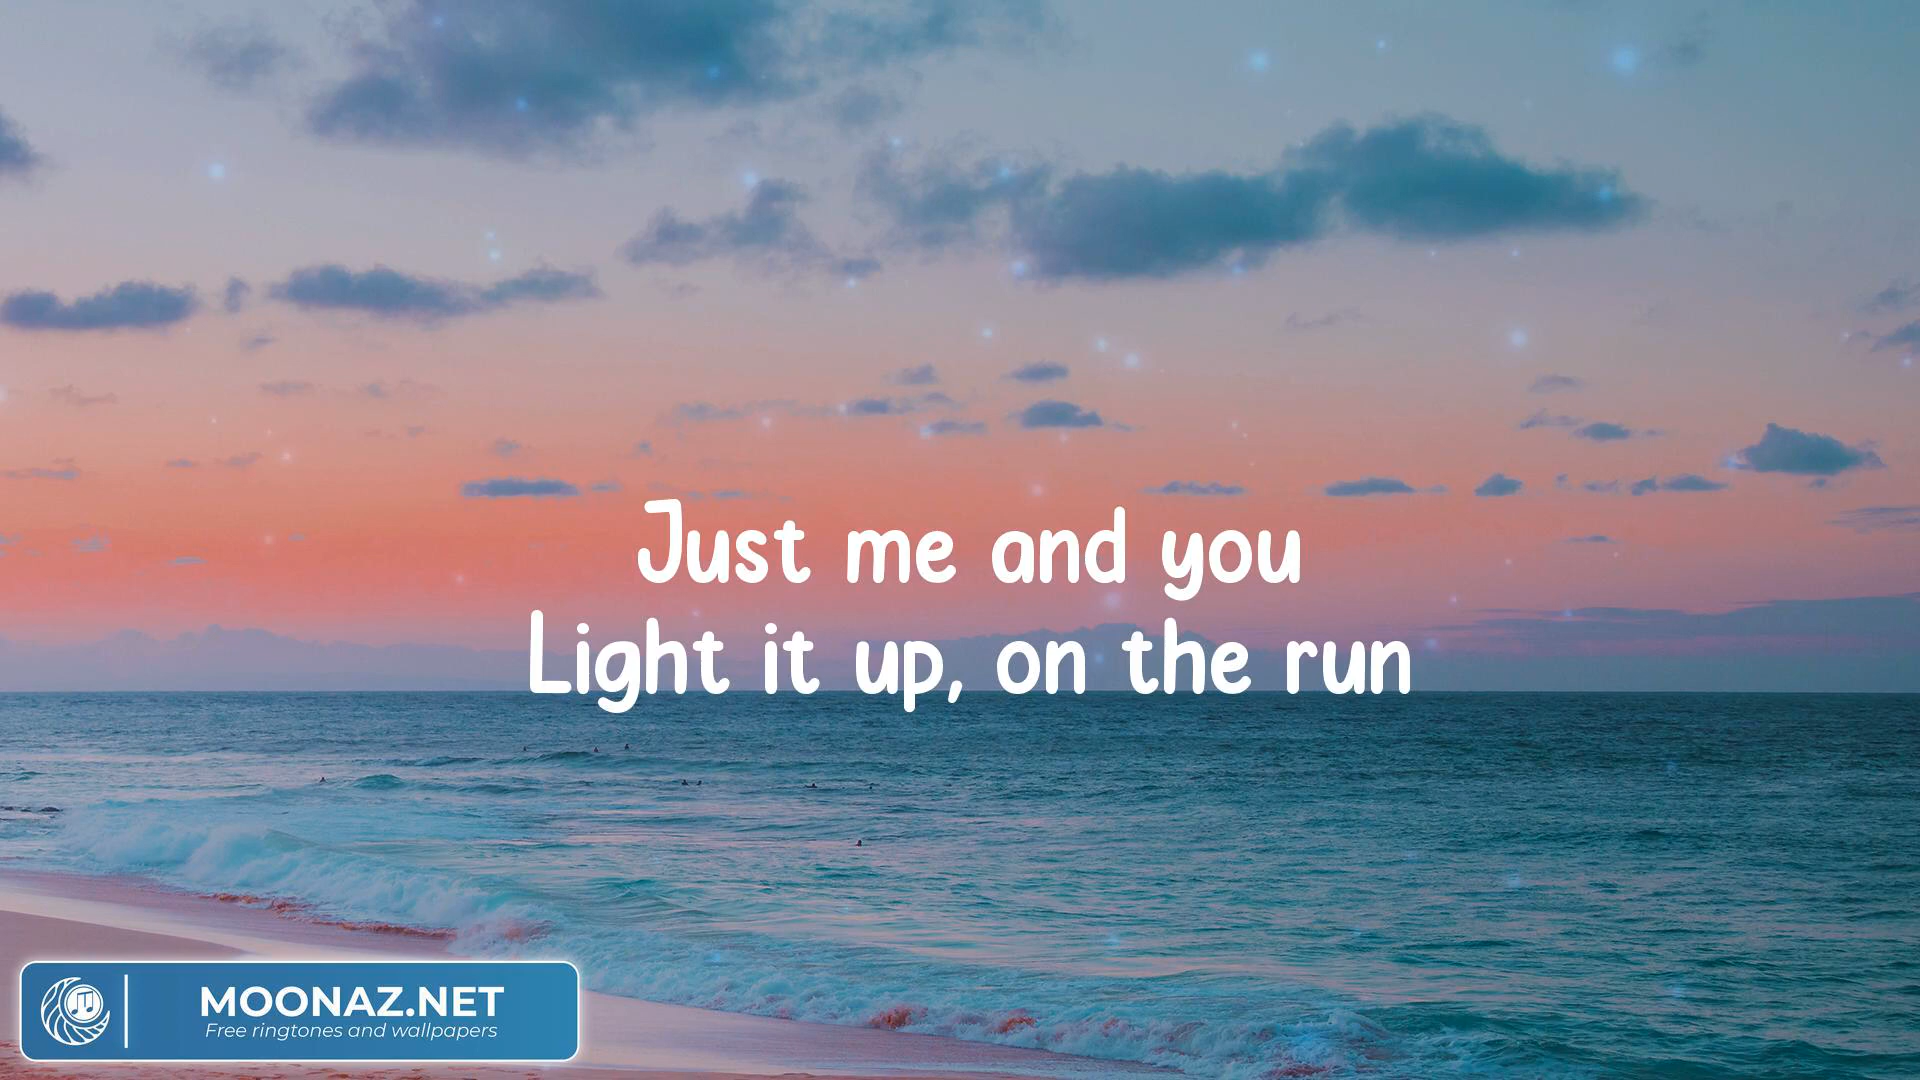 Just me and you
Light it up, on the run
MOONAZ.NET
Free ringtones and wallpapers